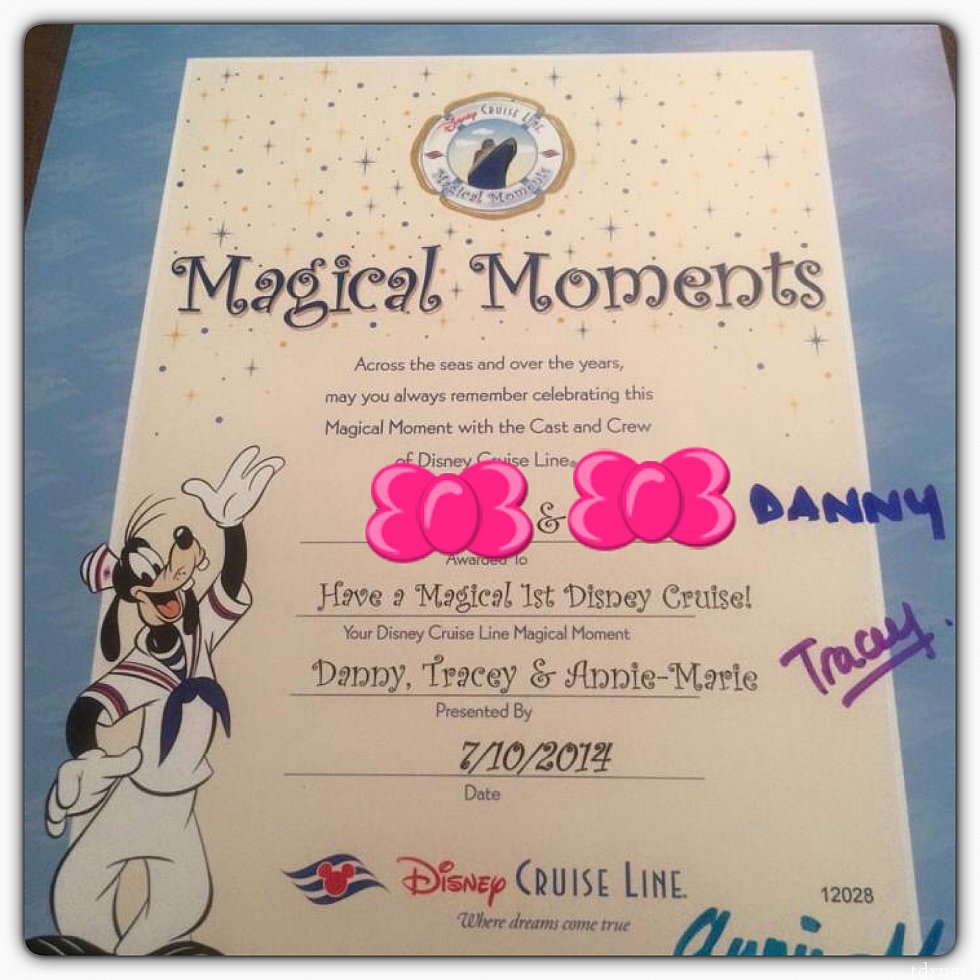 Disney CRUISE LINE
Magical Moments
Magical Moments
Across the seas and over the years,
may you always remember celebrating this
Magical Moment with the Cast and Crew
of Disney Cruise Line®
&
DANNY
Awarded To
Have a Magical 1st Disney Cruise!
Your Disney Cruise Line Magical Moment
Tracey.
Danny, Tracey & Annie-Marie
Presented By
7/10/2014
Date
Disney CRUISE LINE.
12028
Where dreams come true